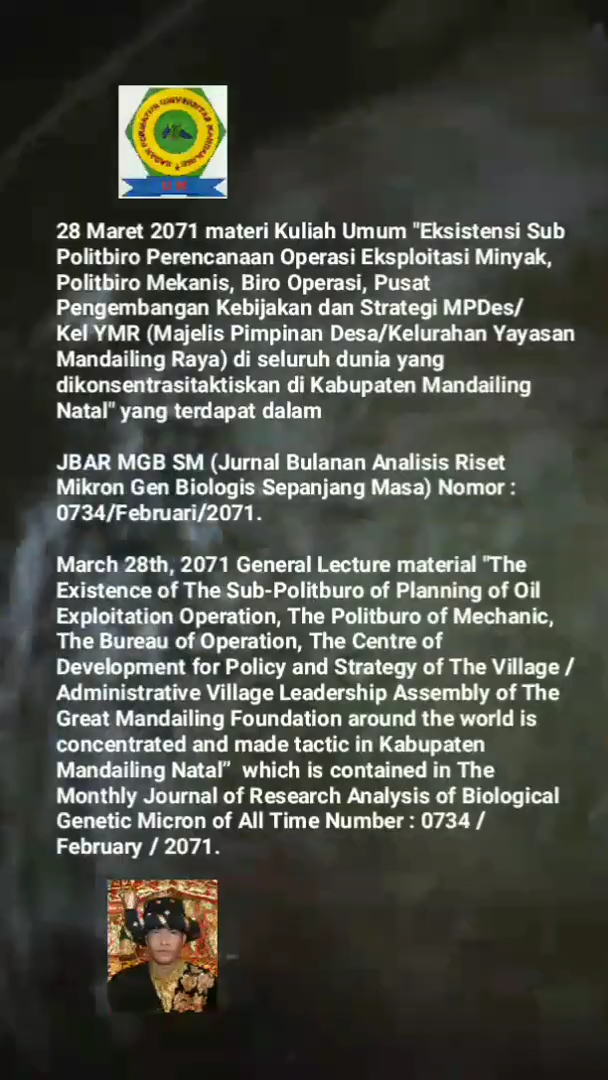 BADAN FORMATUR UNIVERSITAS MANDAILING
U M
28 Maret 2071 materi Kuliah Umum "Eksistensi Sub
Politbiro Perencanaan Operasi Eksploitasi Minyak,
Politbiro Mekanis, Biro Operasi, Pusat
Pengembangan Kebijakan dan Strategi MPDes/
Kel YMR (Majelis Pimpinan Desa/Kelurahan Yayasan
Mandailing Raya) di seluruh dunia yang
dikonsentrasitaktiskan di Kabupaten Mandailing
Natal" yang terdapat dalam
JBAR MGB SM (Jurnal Bulanan Analisis Riset
Mikron Gen Biologis Sepanjang Masa) Nomor :
0734/Februari/2071.
March 28th, 2071 General Lecture material "The
Existence of The Sub-Politburo of Planning of Oil
Exploitation Operation, The Politburo of Mechanic,
The Bureau of Operation, The Centre of
Development for Policy and Strategy of The Village /
Administrative Village Leadership Assembly of The
Great Mandailing Foundation around the world is
concentrated and made tactic in Kabupaten
Mandailing Natal” which is contained in The
Monthly Journal of Research Analysis of Biological
Genetic Micron of All Time Number : 0734 /
February / 2071.